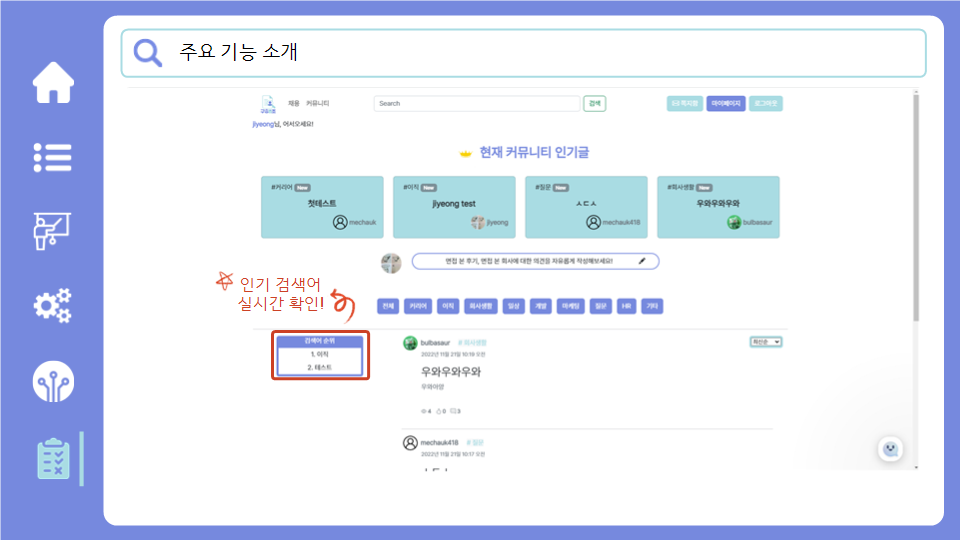 주요 기능 소개
채용 커뮤니티
Search
검색
쪽지함
마이페이지
로그아웃
jiyeong님, 어서오세요!
현재 커뮤니티 인기글
#커리어 New
첫테스트
mechauk
#이직 New
jiyeong test
jiyeong
#질문 New
ㅅㄷㅅ
mechauk418
#회사생활 New
우와우와우와
bulbasaur
면접 본 후기, 면접 본 회사에 대한 의견을 자유롭게 작성해보세요!
인기 검색어
실시간 확인!
전체 커리어 이직 회사생활 일상 개발 마케팅 질문 HR 기타
검색어 순위
1. 이직
2. 테스트
bulbasaur # 회사생활
최신순
2022년 11월 21일 10:19 오전
우와우와우와
우와아앙
4 0 3
mechauk418 # 질문
2022년 11월 21일 10:17 오전